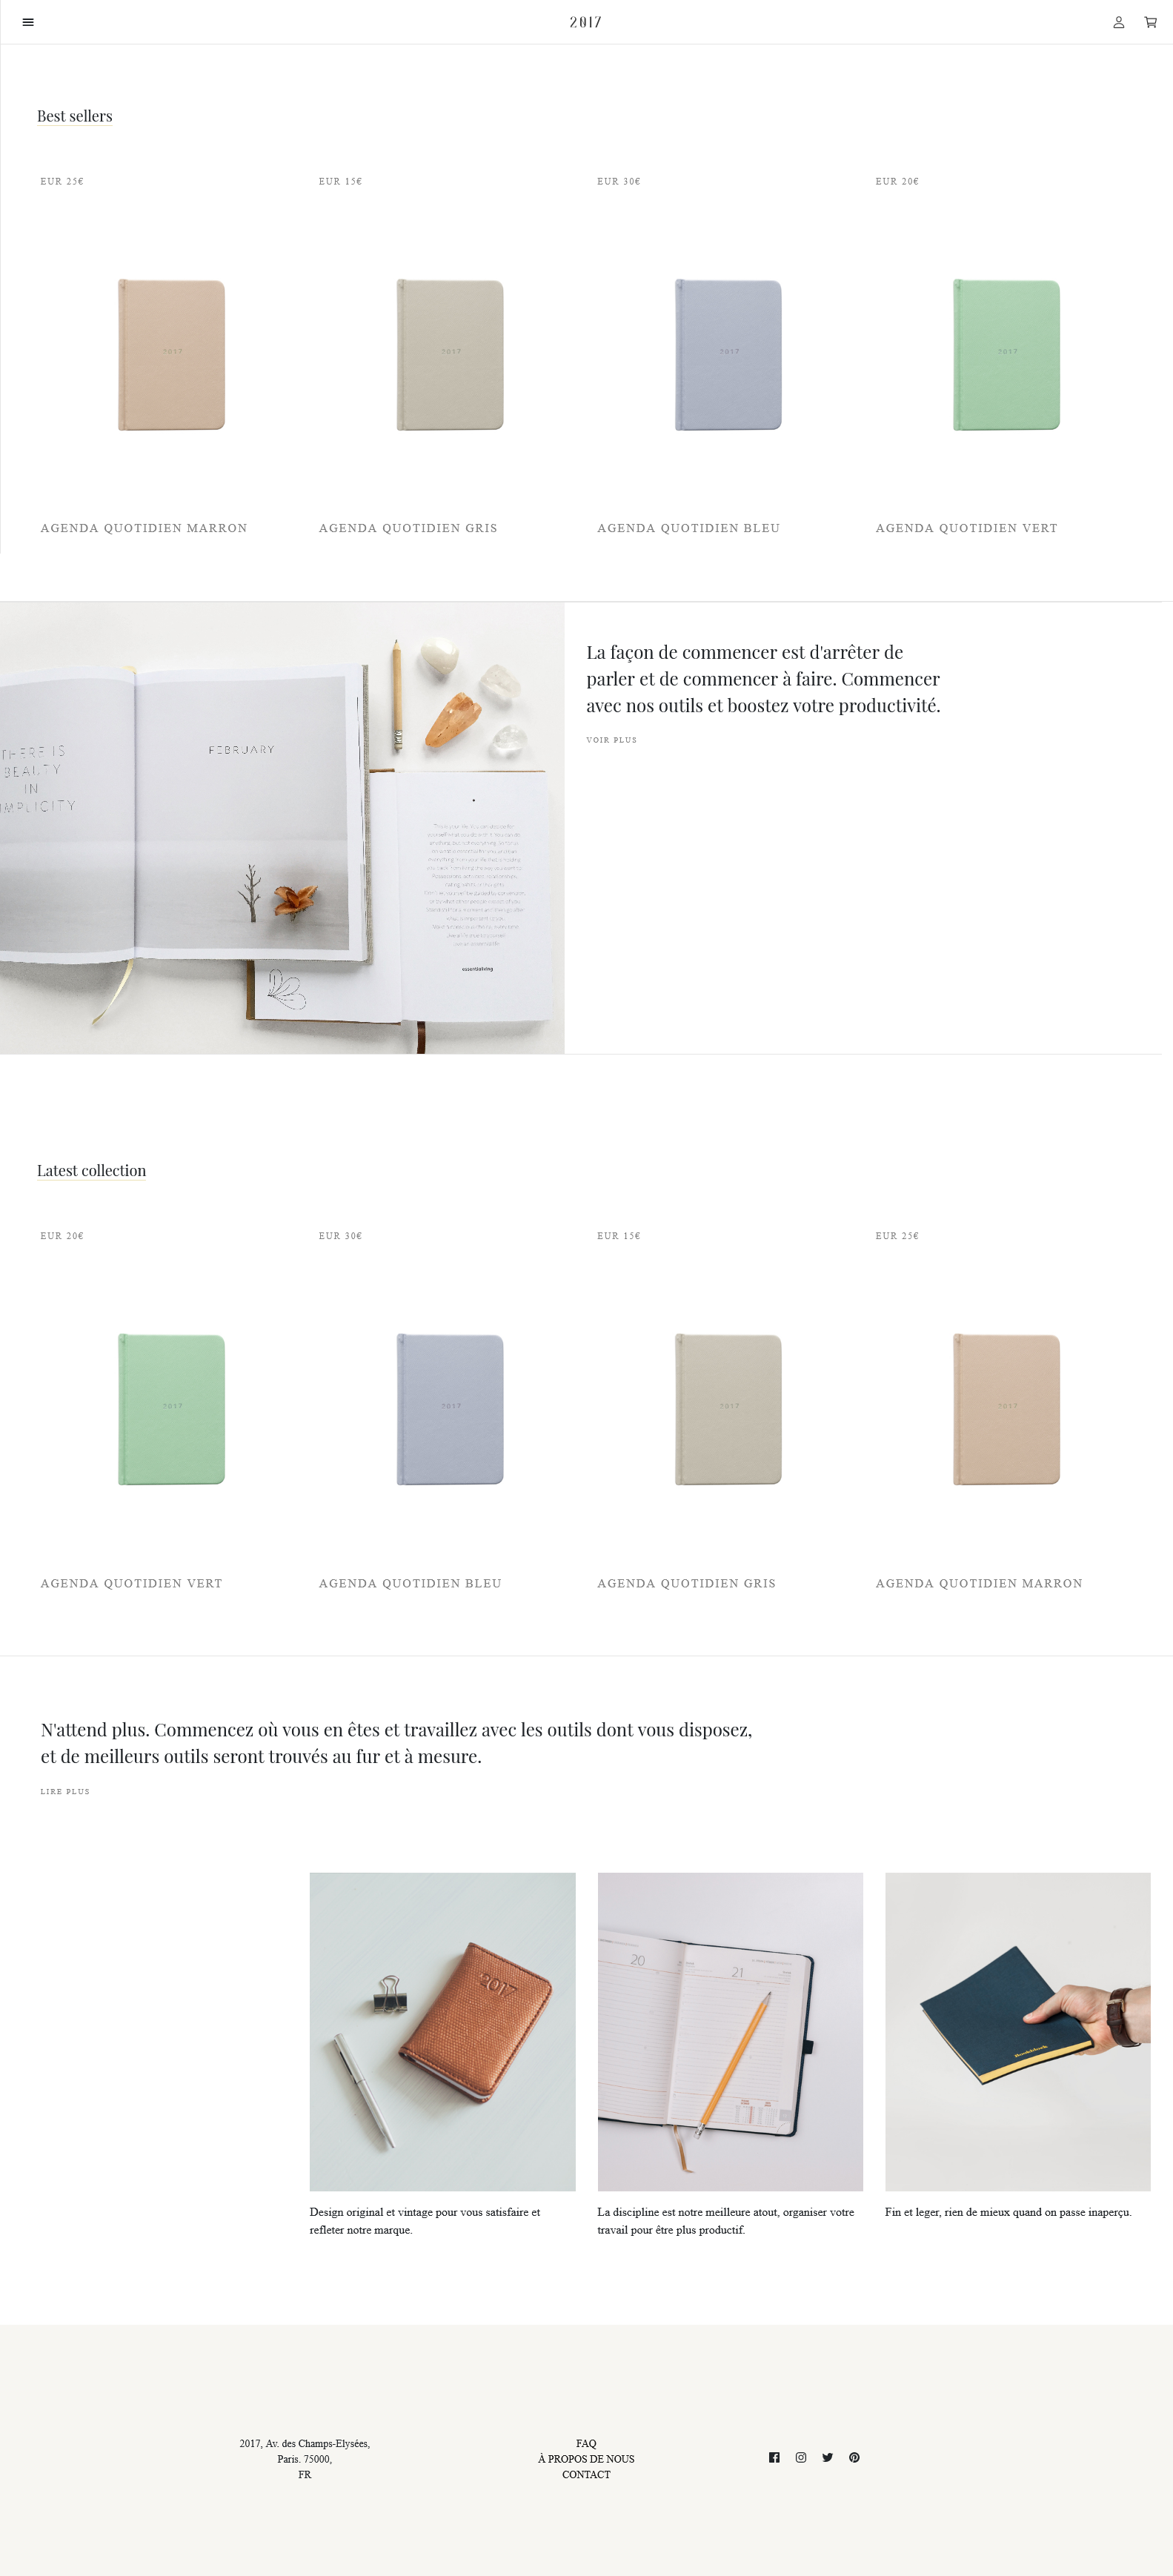 2017
Best sellers
EUR 25€
EUR 15€
EUR 30€
EUR 20€
2017
2017
2017
2017
AGENDA QUOTIDIEN MARRON
AGENDA QUOTIDIEN GRIS
AGENDA QUOTIDIEN BLEU
AGENDA QUOTIDIEN VERT
THERE IS
BEAUTY
IN
IMPLICITY
FEBRUARY
essentialiving
La façon de commencer est d'arrêter de
parler et de commencer à faire. Commencer
avec nos outils et boostez votre productivité.
VOIR PLUS
Latest collection
EUR 20€
EUR 30€
EUR 15€
EUR 25€
2017
2017
2017
2017
AGENDA QUOTIDIEN VERT
AGENDA QUOTIDIEN BLEU
AGENDA QUOTIDIEN GRIS
AGENDA QUOTIDIEN MARRON
N'attend plus. Commencez où vous en êtes et travaillez avec les outils dont vous disposez,
et de meilleurs outils seront trouvés au fur et à mesure.
LIRE PLUS
2017
20
21
Design original et vintage pour vous satisfaire et
refleter notre marque.
La discipline est notre meilleure atout, organiser votre
travail pour être plus productif.
Fin et leger, rien de mieux quand on passe inaperçu.
2017, Av. des Champs-Elysées,
Paris. 75000,
FR
FAQ
À PROPOS DE NOUS
CONTACT